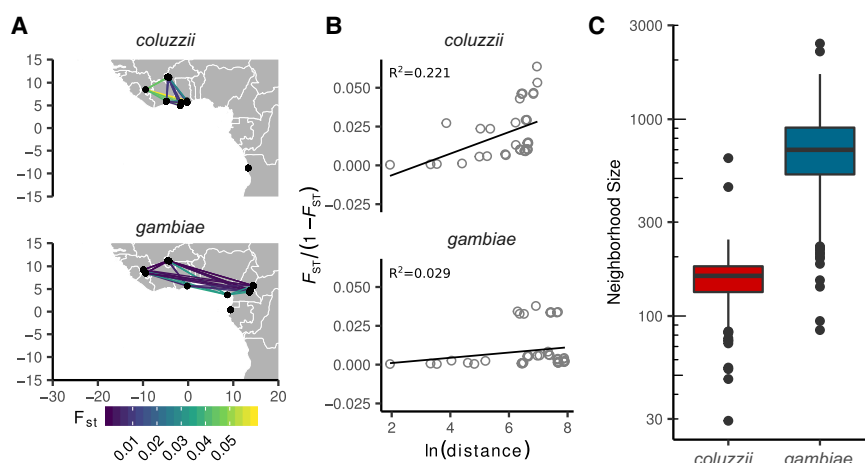 A
coluzzii
15
10
5
0
−5
−10
−15
gambiae
15
10
5
0
−5
−10
−15
−30 −20 −10 0 10 20
Fst
0.01 0.02 0.03 0.04 0.05
B
coluzzii
R²=0.221
0.050
0.025
0.000
−0.025
FST/(1 −FST)
gambiae
R²=0.029
0.050
0.025
0.000
−0.025
2 4 6 8
ln(distance)
C
3000
1000
300
100
30
Neighborhood Size
coluzzii gambiae